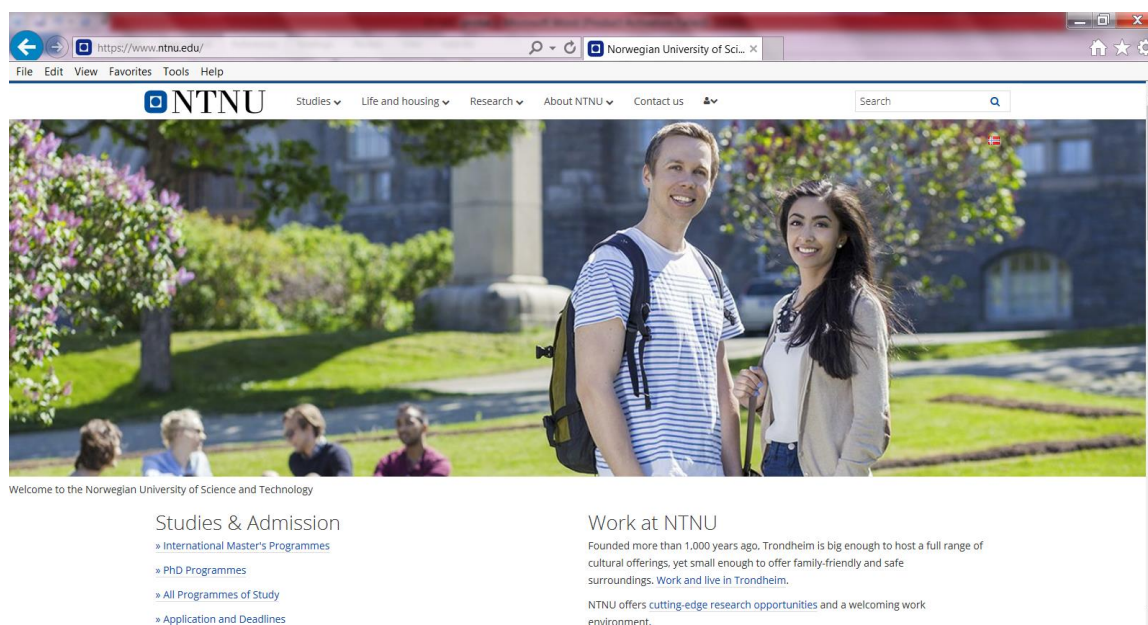 https://www.ntnu.edu/
Norwegian University of Sci...
File Edit View Favorites Tools Help
NTNU
Studies Life and housing Research About NTNU Contact us
Search
Welcome to the Norwegian University of Science and Technology
Studies & Admission
» International Master's Programmes
» PhD Programmes
» All Programmes of Study
» Application and Deadlines
Work at NTNU
Founded more than 1,000 years ago, Trondheim is big enough to host a full range of
cultural offerings, yet small enough to offer family-friendly and safe
surroundings. Work and live in Trondheim.
NTNU offers cutting-edge research opportunities and a welcoming work
environment.